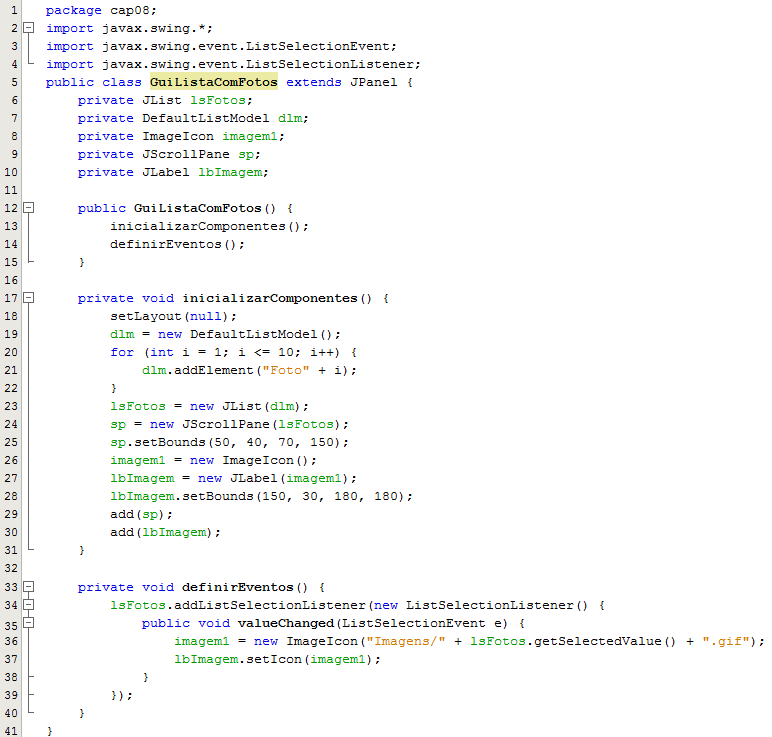 1 package cap08;
2 import javax.swing.*;
3 import javax.swing.event.ListSelectionEvent;
4 import javax.swing.event.ListSelectionListener;
5 public class GuiListaComFotos extends JPanel {
6     private JList lsFotos;
7     private DefaultListModel dlm;
8     private ImageIcon imagem1;
9     private JScrollPane sp;
10     private JLabel lbImagem;
11
12     public GuiListaComFotos() {
13         inicializarComponentes();
14         definirEventos();
15     }
16
17     private void inicializarComponentes() {
18         setLayout(null);
19         dlm = new DefaultListModel();
20         for (int i = 1; i <= 10; i++) {
21             dlm.addElement("Foto" + i);
22         }
23         lsFotos = new JList(dlm);
24         sp = new JScrollPane(lsFotos);
25         sp.setBounds(50, 40, 70, 150);
26         imagem1 = new ImageIcon();
27         lbImagem = new JLabel(imagem1);
28         lbImagem.setBounds(150, 30, 180, 180);
29         add(sp);
30         add(lbImagem);
31     }
32
33     private void definirEventos() {
34         lsFotos.addListSelectionListener(new ListSelectionListener() {
35             public void valueChanged(ListSelectionEvent e) {
36                 imagem1 = new ImageIcon("Imagens/" + lsFotos.getSelectedValue() + ".gif");
37                 lbImagem.setIcon(imagem1);
38             }
39         });
40     }
41 }